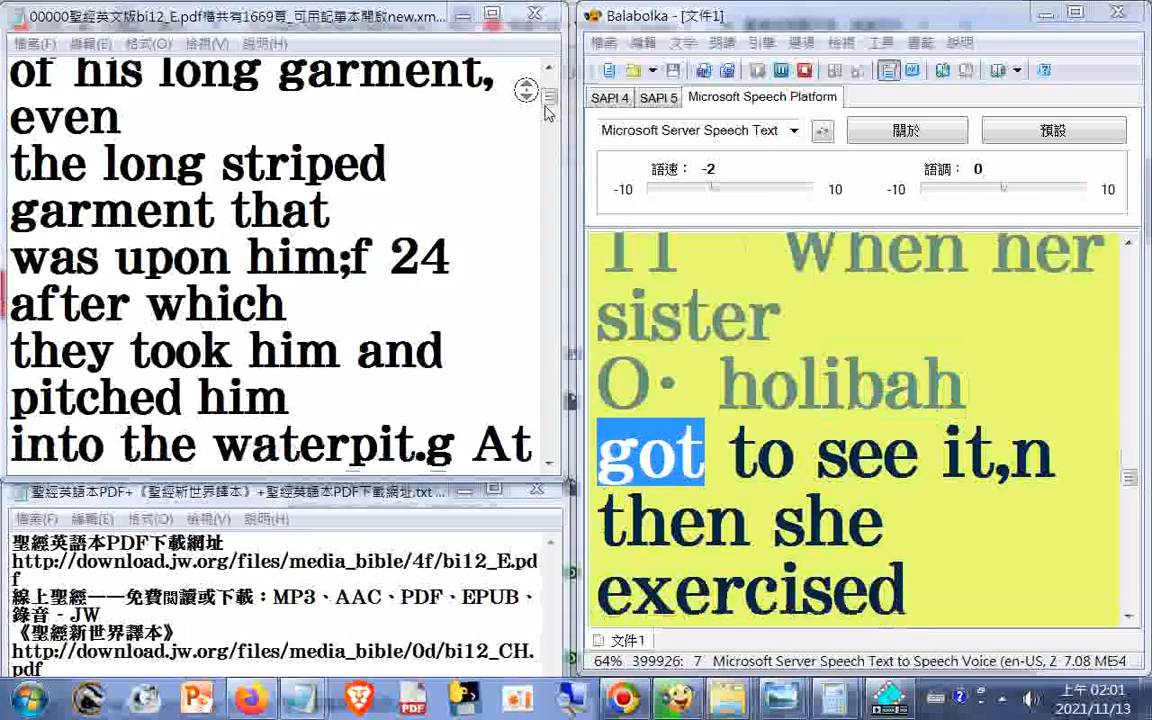 00000聖經英文版bi12_E.pdf檔共有1669頁_可用記事本開啟new.xm...
檔案(F) 編輯(E) 格式(O) 檢視(V) 說明(H)
of his long garment,
even
the long striped
garment that
was upon him;f 24
after which
they took him and
pitched him
into the waterpit.g At
聖經英語本PDF+《聖經新世界譯本》+聖經英語本PDF下載網址.txt ...
檔案(F) 編輯(E) 格式(O) 檢視(V) 說明(H)
聖經英語本PDF下載網址
http://download.jw.org/files/media_bible/4f/bi12_E.pd
f
線上聖經——免費閱讀或下載：MP3、AAC、PDF、EPUB、
錄音 - JW
《聖經新世界譯本》
http://download.jw.org/files/media_bible/0d/bi12_CH.
pdf
Balabolka - [文件1]
檔案 編輯 文字 朗讀 引擎 選項 檢視 工具 書籤 說明
SAPI 4 SAPI 5 Microsoft Speech Platform
Microsoft Server Speech Text 關於 預設
語速： -2 語調： 0
-10 10 -10 10
11 When her
sister
O· holibah
got to see it,n
then she
exercised
文件1
64% 399926: 7 Microsoft Server Speech Text to Speech Voice (en-US, Z 7.08 ME54
上午 02:01
2021/11/13